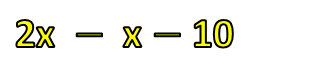 2x – x – 10